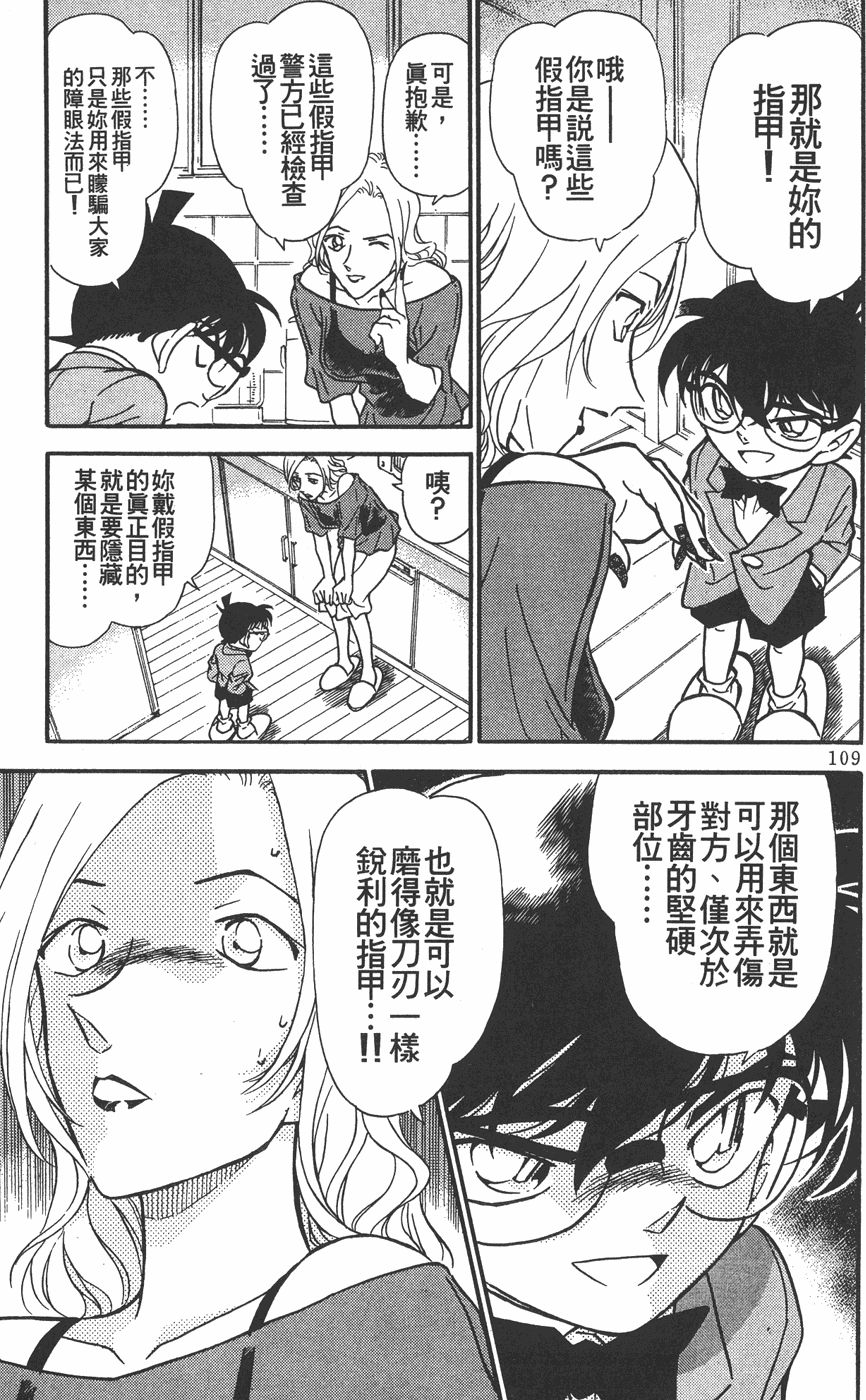 那就是妳的
指甲！
哦——
你是說這些
假指甲嗎？
可是，
眞抱歉……
這些假指甲
警方已經檢查
過了……
不……
那些假指甲
只是妳用來矇騙大家
的障眼法而已！
咦？
妳戴假指甲
的眞正目的，
就是要隱藏
某個東西……
109
那個東西就是
可以用來弄傷
對方、僅次於
牙齒的堅硬
部位……
也就是可以
磨得像刀刃一樣
銳利的指甲…!!